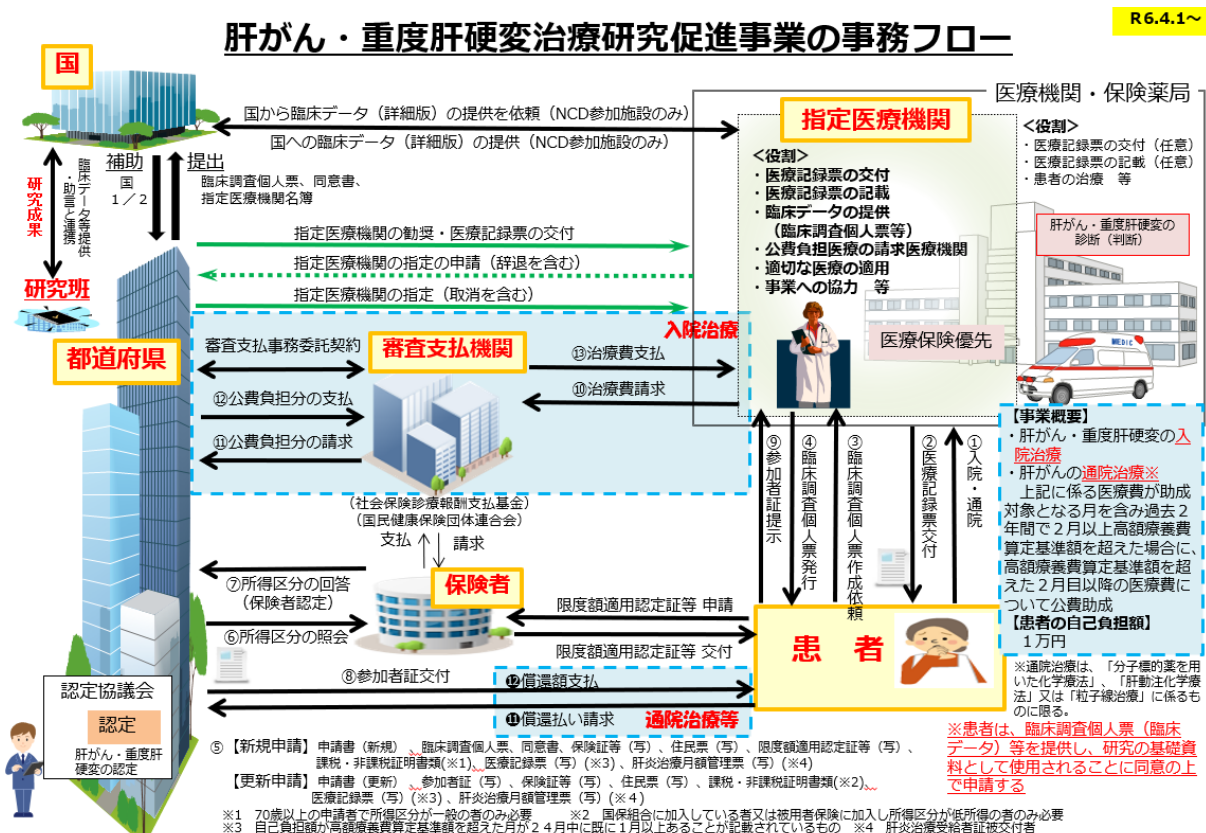 R6.4.1～
肝がん・重度肝硬変治療研究促進事業の事務フロー
国
国から臨床データ（詳細版）の提供を依頼（NCD参加施設のみ）
国への臨床データ（詳細版）の提供（NCD参加施設のみ）
医療機関・保険薬局
指定医療機関
＜役割＞
・医療記録票の交付
・医療記録票の記載
・臨床データの提供
（臨床調査個人票等）
・公費負担医療の請求医療機関
・適切な医療の適用
・事業への協力　等
＜役割＞
・医療記録票の交付（任意）
・医療記録票の記載（任意）
・患者の治療　等
肝がん・重度肝硬変の
診断（判断）
医療保険優先
MEDIC
研究成果
臨床データ等提供
・助言と連携
補助
国
１／２
提出
臨床調査個人票、同意書、
指定医療機関名簿
研究班
指定医療機関の勧奨・医療記録票の交付
指定医療機関の指定の申請（辞退を含む）
指定医療機関の指定（取消を含む）
都道府県
入院治療
審査支払事務委託契約
審査支払機関
⑬治療費支払
⑩治療費請求
⑫公費負担分の支払
⑪公費負担分の請求
（社会保険診療報酬支払基金）
（国民健康保険団体連合会）
支払
請求
⑨参加者証提示
④臨床調査個人票発行
③臨床調査個人票作成依頼
②医療記録票交付
①入院・通院
【事業概要】
・肝がん・重度肝硬変の入
院治療
・肝がんの通院治療※
上記に係る医療費が助成
対象となる月を含み過去２
年間で２月以上高額療養費
算定基準額を超えた場合に、
高額療養費算定基準額を超
えた２月目以降の医療費に
ついて公費助成
【患者の自己負担額】
１万円
⑦所得区分の回答
（保険者認定）
⑥所得区分の照会
保険者
限度額適用認定証等 申請
限度額適用認定証等 交付
患　者
⑧参加者証交付
⓬償還額支払
⓫償還払い請求
通院治療等
※通院治療は、「分子標的薬を用
いた化学療法」、「肝動注化学療
法」又は「粒子線治療」に係るも
のに限る。
認定協議会
認定
肝がん・重度肝
硬変の認定
※患者は、臨床調査個人票（臨床
データ）等を提供し、研究の基礎資
料として使用されることに同意の上
で申請する
⑤【新規申請】申請書（新規）、臨床調査個人票、同意書、保険証等（写）、住民票（写）、限度額適用認定証等（写）、
課税・非課税証明書類(※1)、医療記録票（写）（※３）、肝炎治療月額管理票（写）（※4）
【更新申請】申請書（更新）、参加者証（写）、保険証等（写）、住民票（写）、課税・非課税証明書類(※2)、
医療記録票（写）（※３）、肝炎治療月額管理票（写）（※４）
※1　70歳以上の申請者で所得区分が一般の者のみ必要　　※2　国保組合に加入している者又は被用者保険に加入し所得区分が低所得の者のみ必要
※３　自己負担額が高額療養費算定基準額を超えた月が２４月中に既に１月以上あることが記載されているもの　※4　肝炎治療受給者証被交付者